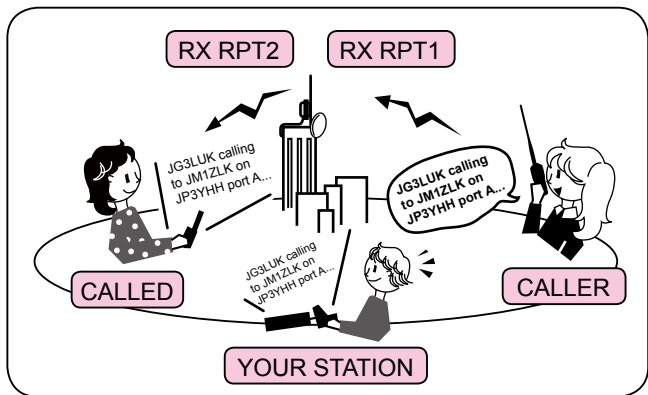 RX RPT2
RX RPT1
JG3LUK calling
to JM1ZLK on
JP3YHH port A...
JG3LUK calling
to JM1ZLK on
JP3YHH port A...
JG3LUK calling
to JM1ZLK on
JP3YHH port A...
CALLED
CALLER
YOUR STATION